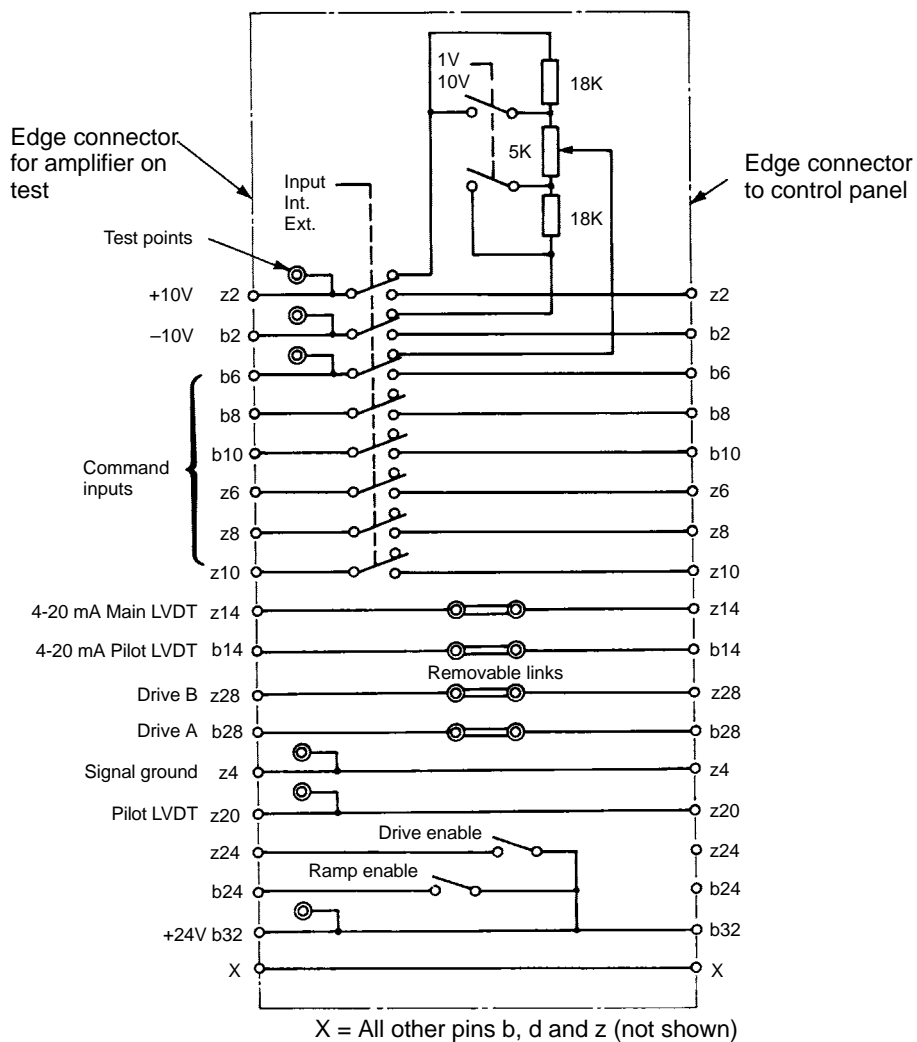 1V
10V
18K
Edge connector
for amplifier on
test
5K
Edge connector
to control panel
Input
Int.
Ext.
18K
Test points
+10V z2 z2
–10V b2 b2
b6 b6
b8 b8
b10 b10
Command
inputs
z6 z6
z8 z8
z10 z10
4-20 mA Main LVDT z14 z14
4-20 mA Pilot LVDT b14 b14
Removable links
Drive B z28 z28
Drive A b28 b28
Signal ground z4 z4
Pilot LVDT z20 z20
Drive enable
z24 z24
Ramp enable
b24 b24
+24V b32 b32
X X
X = All other pins b, d and z (not shown)